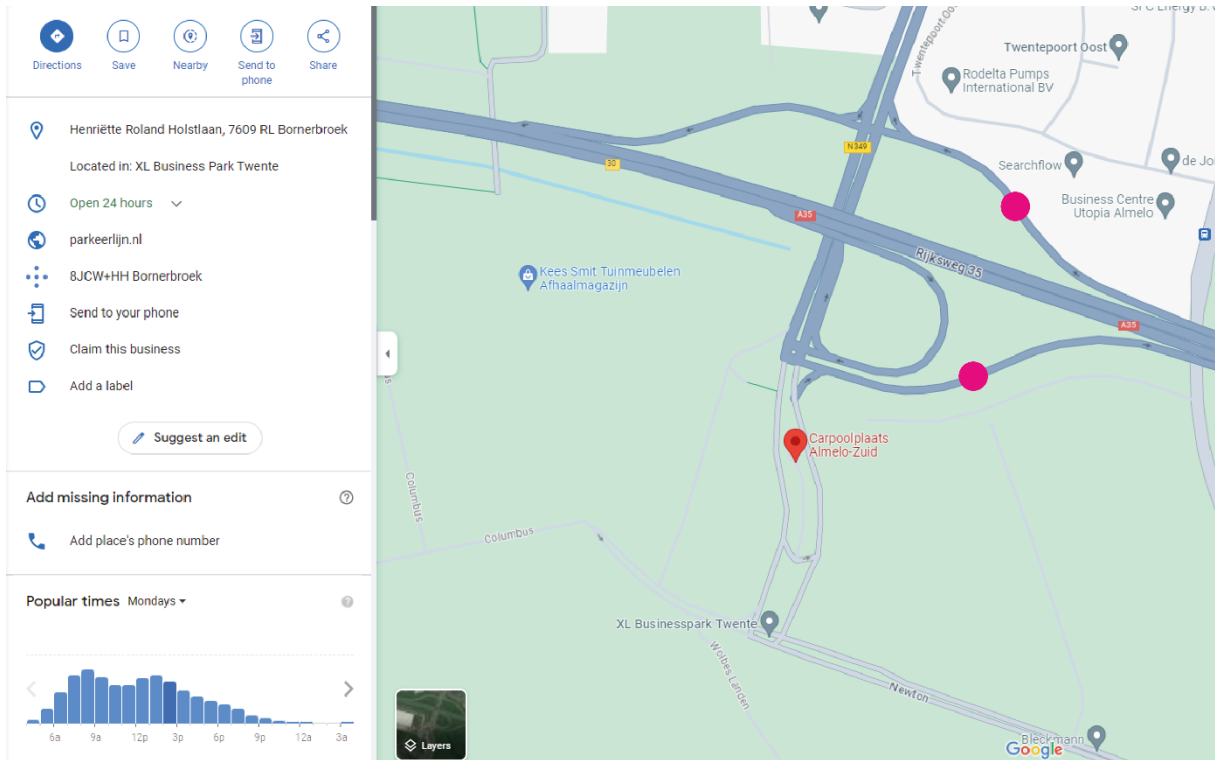 Directions
Save
Nearby
Send to
phone
Share
Henriëtte Roland Holstlaan, 7609 RL Bornerbroek
Located in: XL Business Park Twente
Open 24 hours
parkeerlijn.nl
8JCW+HH Bornerbroek
Send to your phone
Claim this business
Add a label
Suggest an edit
Add missing information
Add place's phone number
Popular times Mondays
6a 9a 12p 3p 6p 9p 12a 3a
Twentepoort Oost
Rodelta Pumps
International BV
N349
30
Searchflow
de Jo
Business Centre
Utopia Almelo
A35
Rijksweg 35
Kees Smit Tuinmeubelen
Afhaalmagazijn
A35
Carpoolplaats
Almelo-Zuid
Columbus
Columbus
XL Businesspark Twente
Wolbes Landen
Newton
Bleckmann
Layers
Google